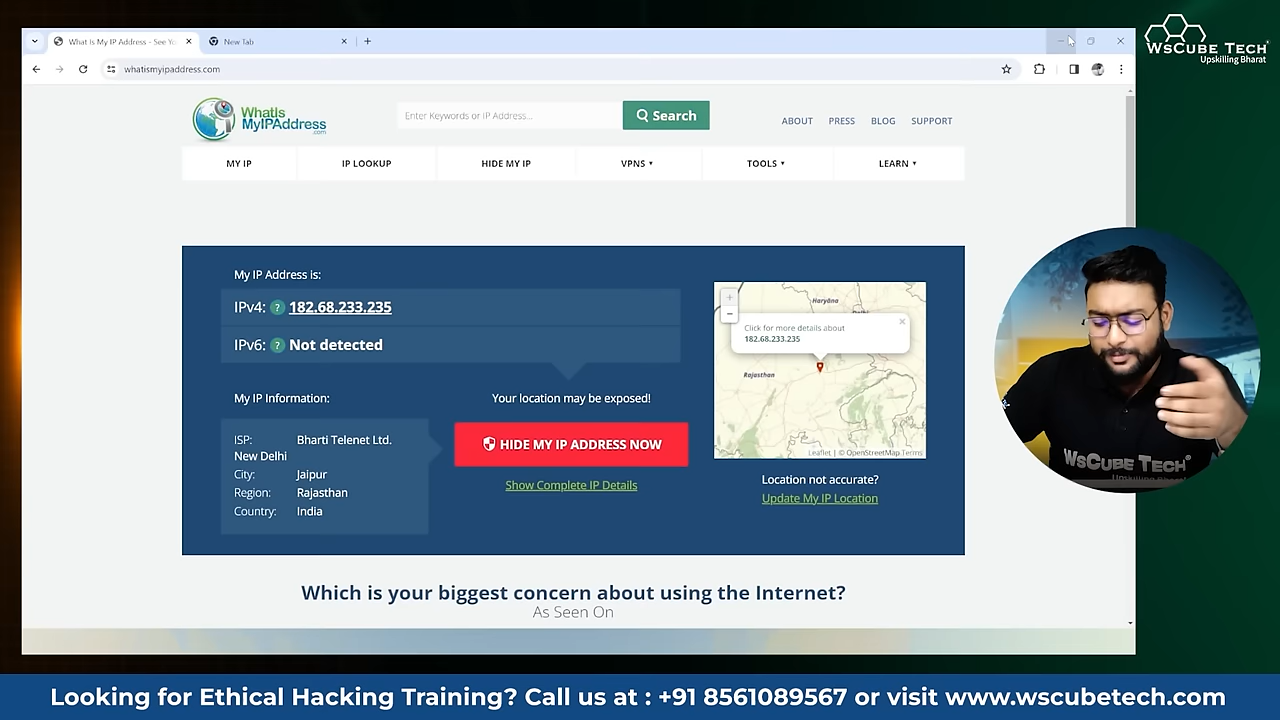 What Is My IP Address - See Yo
New Tab
WsCube Tech
Upskilling Bharat
whatismyipaddress.com
WhatIs
MyIPAddress
.com
Enter Keywords or IP Address...
Search
ABOUT
PRESS
BLOG
SUPPORT
MY IP
IP LOOKUP
HIDE MY IP
VPNS
TOOLS
LEARN
My IP Address is:
IPv4: ? 182.68.233.235
IPv6: ? Not detected
My IP Information:
ISP: Bharti Telenet Ltd.
New Delhi
City: Jaipur
Region: Rajasthan
Country: India
Your location may be exposed!
HIDE MY IP ADDRESS NOW
Show Complete IP Details
Haryāna
Click for more details about
182.68.233.235
Rajasthan
Leaflet | © OpenStreetMap Terms
Location not accurate?
Update My IP Location
WsCube Tech
Which is your biggest concern about using the Internet?
As Seen On
Looking for Ethical Hacking Training? Call us at : +91 8561089567 or visit www.wscubetech.com